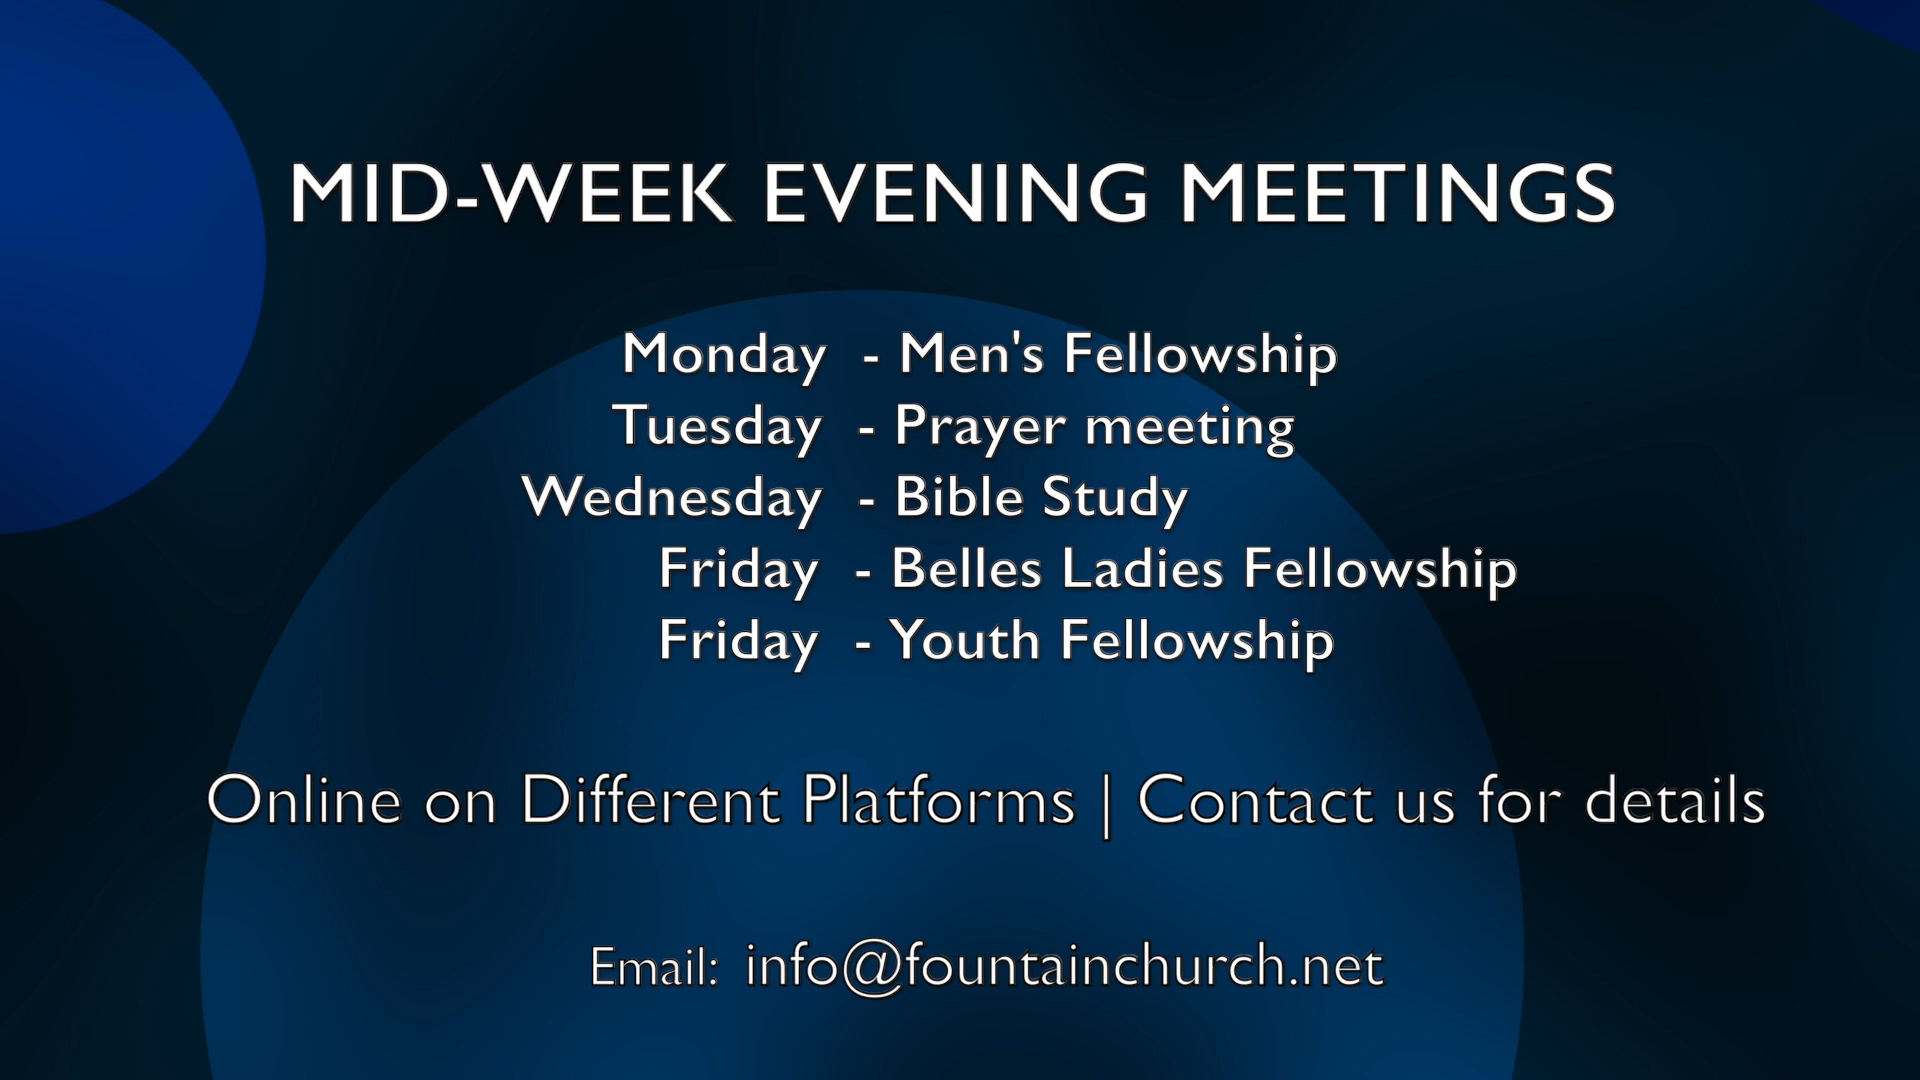 MID-WEEK EVENING MEETINGS
Monday - Men's Fellowship
Tuesday - Prayer meeting
Wednesday - Bible Study
Friday - Belles Ladies Fellowship
Friday - Youth Fellowship
Online on Different Platforms | Contact us for details
Email: info@fountainchurch.net